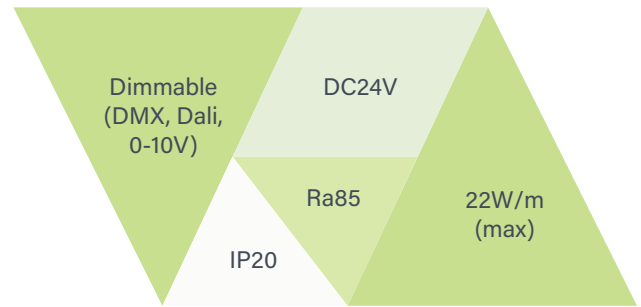 Dimmable
(DMX, Dali,
0-10V)
DC24V
Ra85
22W/m
(max)
IP20